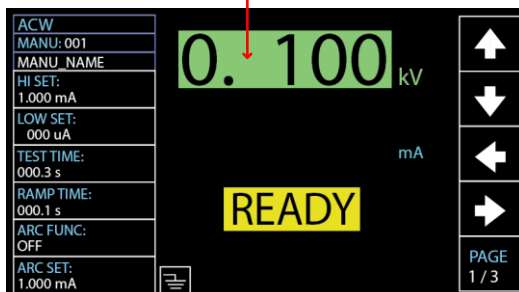 ACW
MANU: 001
MANU_NAME
HI SET:
1.000 mA
LOW SET:
000 uA
TEST TIME:
000.3 s
RAMP TIME:
000.1 s
ARC FUNC:
OFF
ARC SET:
1.000 mA
0. 100 kV
mA
READY
PAGE
1 / 3